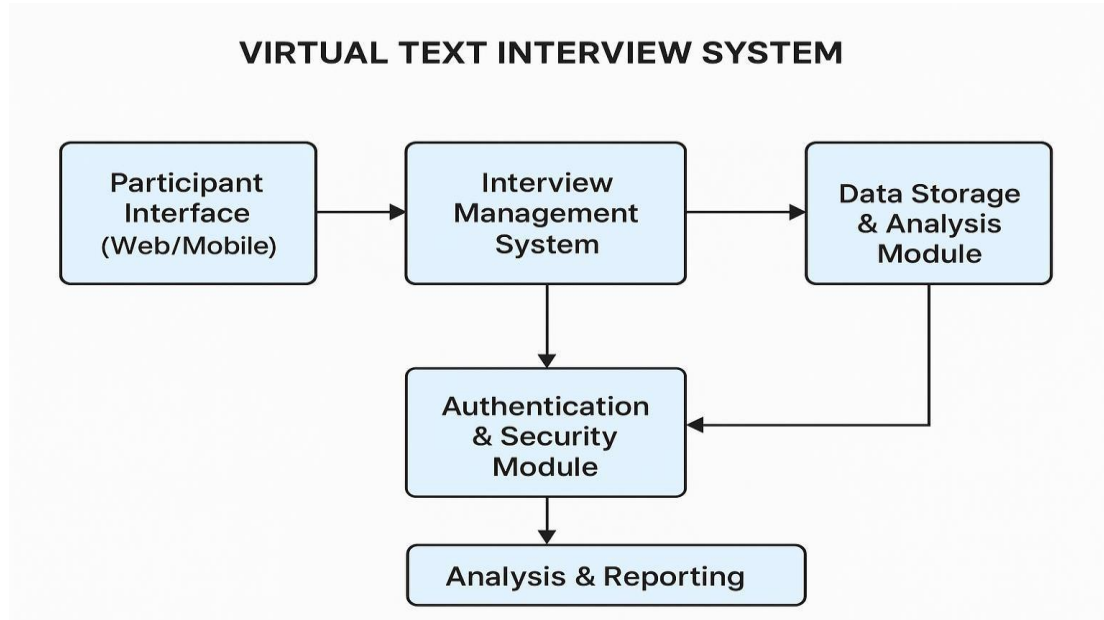 VIRTUAL TEXT INTERVIEW SYSTEM
Participant
Interface
(Web/Mobile)
Interview
Management
System
Data Storage
& Analysis
Module
Authentication
& Security
Module
Analysis & Reporting